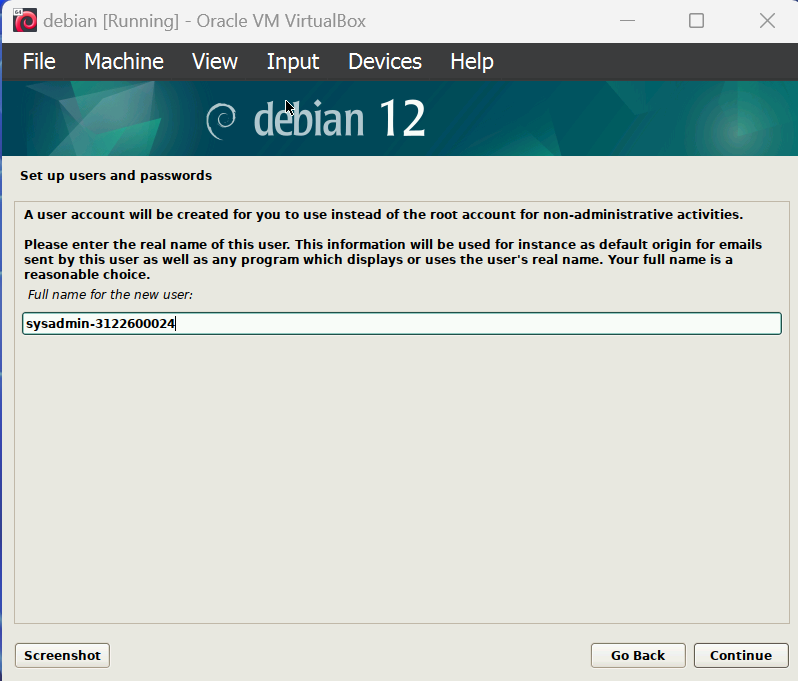 64
debian [Running] - Oracle VM VirtualBox
File Machine View Input Devices Help
debian 12
Set up users and passwords
A user account will be created for you to use instead of the root account for non-administrative activities.
Please enter the real name of this user. This information will be used for instance as default origin for emails
sent by this user as well as any program which displays or uses the user's real name. Your full name is a
reasonable choice.
Full name for the new user:
sysadmin-3122600024
Screenshot Go Back Continue